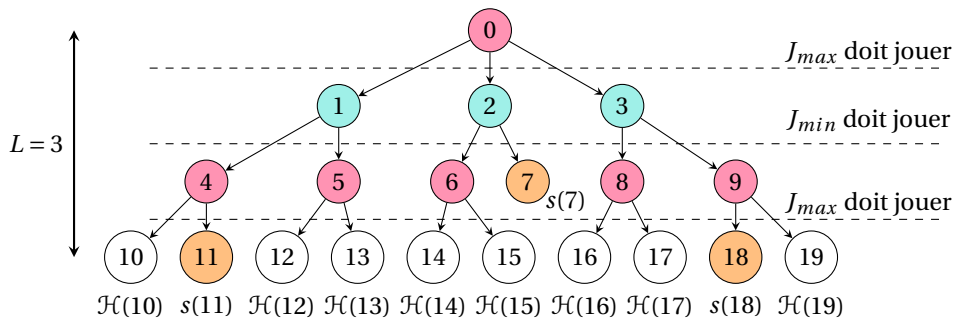 0
J_max doit jouer
1 2 3
L = 3
J_min doit jouer
4 5 6 7 8 9
s(7)
J_max doit jouer
10 11 12 13 14 15 16 17 18 19
ℋ(10) s(11) ℋ(12) ℋ(13) ℋ(14) ℋ(15) ℋ(16) ℋ(17) s(18) ℋ(19)